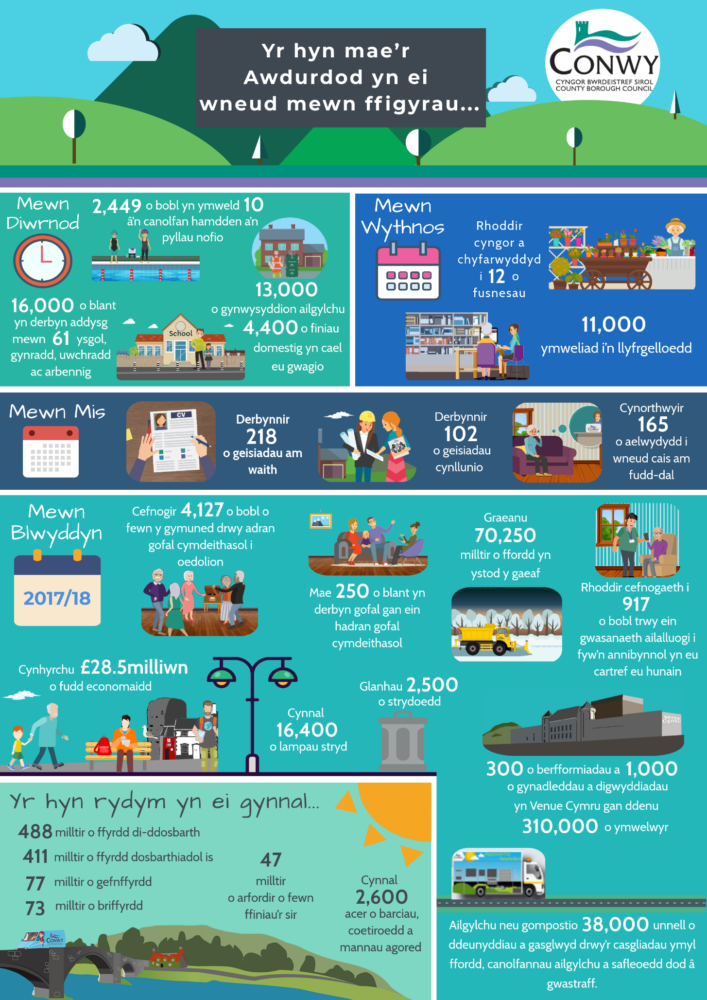 Yr hyn mae'r
Awdurdod yn ei
wneud mewn ffigyrau...
CONWY
CYNGOR BWRDEISTREF SIROL
COUNTY BOROUGH COUNCIL
Mewn
Diwrnod
2,449 o bobl yn ymweld 10
â'n canolfan hamdden a'n
pyllau nofio
13,000
o gynwysyddion ailgylchu
4,400 o finiau
domestig yn cael
eu gwagio
16,000 o blant
yn derbyn addysg
mewn 61 ysgol,
gynradd, uwchradd
ac arbennig
School
Mewn
Wythnos
Rhoddir
cyngor a
chyfarwyddyd
i 12 o
fusnesau
11,000
ymweliad i'n llyfrgelloedd
Mewn Mis
CV
Derbynnir
218
o geisiadau am
waith
Derbynnir
102
o geisiadau
cynllunio
CONWY
Cynorthwyir
165
o aelwydydd i
wneud cais am
fudd-dal
Mewn
Blwyddyn
2017/18
Cefnogir 4,127 o bobl o
fewn y gymuned drwy adran
gofal cymdeithasol i
oedolion
Mae 250 o blant yn
derbyn gofal gan ein
hadran gofal
cymdeithasol
Graeanu
70,250
milltir o ffordd yn
ystod y gaeaf
Rhoddir cefnogaeth i
917
o bobl trwy ein
gwasanaeth ailalluogi i
fyw'n annibynnol yn eu
cartref eu hunain
Cynhyrchu £28.5milliwn
o fudd economaidd
Cynnal
16,400
o lampau stryd
Glanhau 2,500
o strydoedd
venue
cymru
300 o berfformiadau a 1,000
o gynadleddau a digwyddiadau
yn Venue Cymru gan ddenu
310,000 o ymwelwyr
Yr hyn rydym yn ei gynnal...
488 milltir o ffyrdd di-ddosbarth
411 milltir o ffyrdd dosbarthiadol is
77 milltir o gefnffyrdd
73 milltir o briffyrdd
47
milltir
o arfordir o fewn
ffiniau'r sir
Cynnal
2,600
acer o barciau,
coetiroedd a
mannau agored
CONWY
Ailgylchu neu gompostio 38,000 unnell o
ddeunyddiau a gasglwyd drwy'r casgliadau ymyl
ffordd, canolfannau ailgylchu a safleoedd dod â
gwastraff.